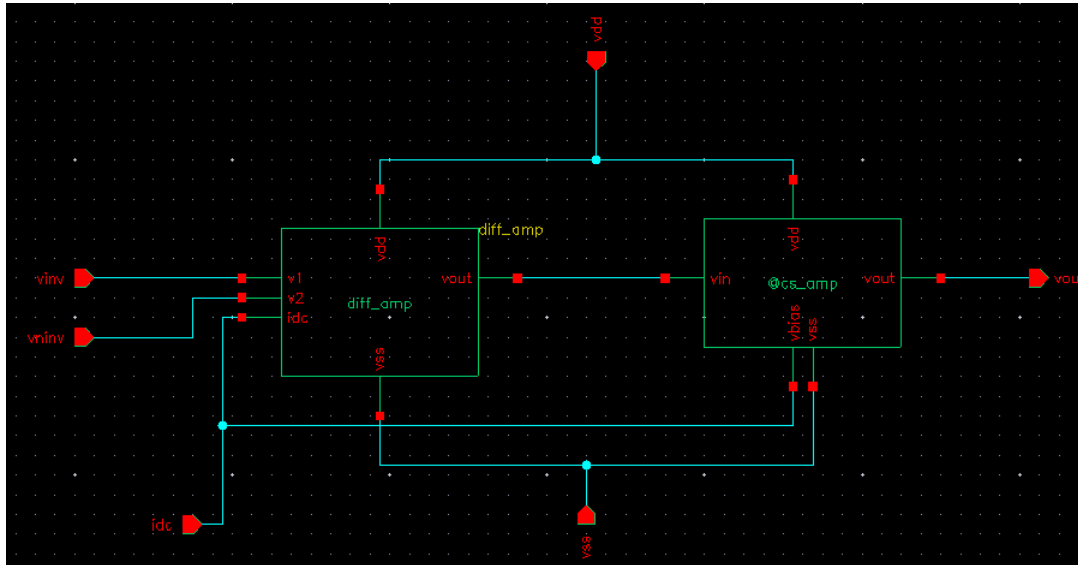 vdd
diff_amp
vdd
vdd
vinv
v1
vout
vin
@cs_amp
vout
vou
v2
diff_amp
idc
vninv
vbias
vss
vss
idc
vss